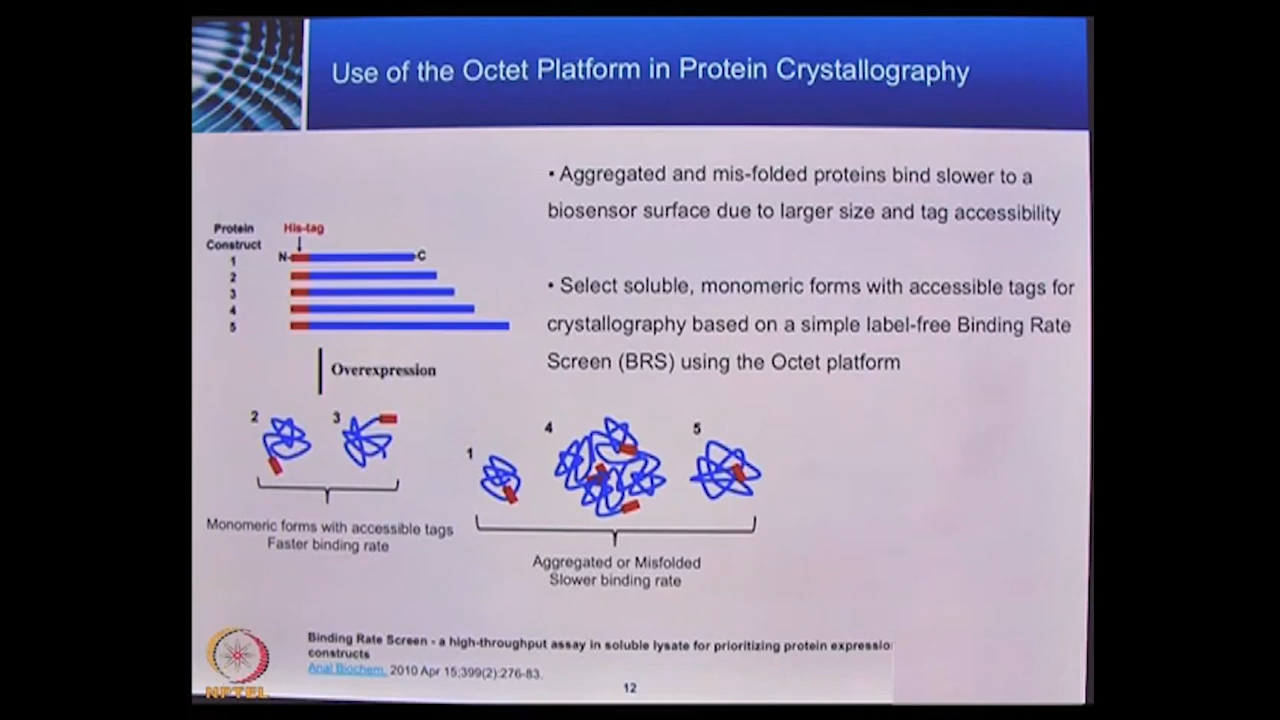 Use of the Octet Platform in Protein Crystallography
• Aggregated and mis-folded proteins bind slower to a
biosensor surface due to larger size and tag accessibility
• Select soluble, monomeric forms with accessible tags for
crystallography based on a simple label-free Binding Rate
Screen (BRS) using the Octet platform
Protein
Construct
His-tag
1
N
C
2
3
4
5
Overexpression
2
3
1
4
5
Monomeric forms with accessible tags
Faster binding rate
Aggregated or Misfolded
Slower binding rate
Binding Rate Screen - a high-throughput assay in soluble lysate for prioritizing protein expressio
constructs
Anal Biochem. 2010 Apr 15;399(2):276-83.
12
NPTEL